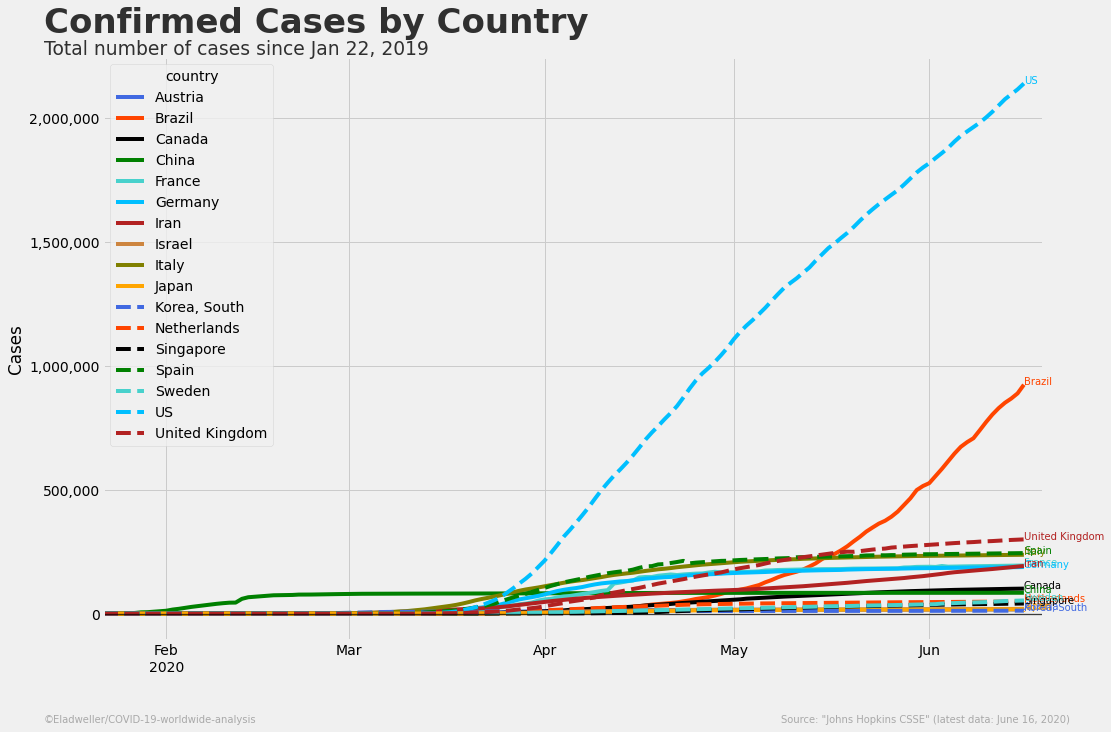 Confirmed Cases by Country
Total number of cases since Jan 22, 2019
country
Austria
Brazil
Canada
China
France
Germany
Iran
Israel
Italy
Japan
Korea, South
Netherlands
Singapore
Spain
Sweden
US
United Kingdom
Cases
2,000,000
1,500,000
1,000,000
500,000
0
US
Brazil
United Kingdom
Spain
Canada
China
Singapore
Feb
2020
Mar
Apr
May
Jun
©Eladweller/COVID-19-worldwide-analysis
Source: "Johns Hopkins CSSE" (latest data: June 16, 2020)